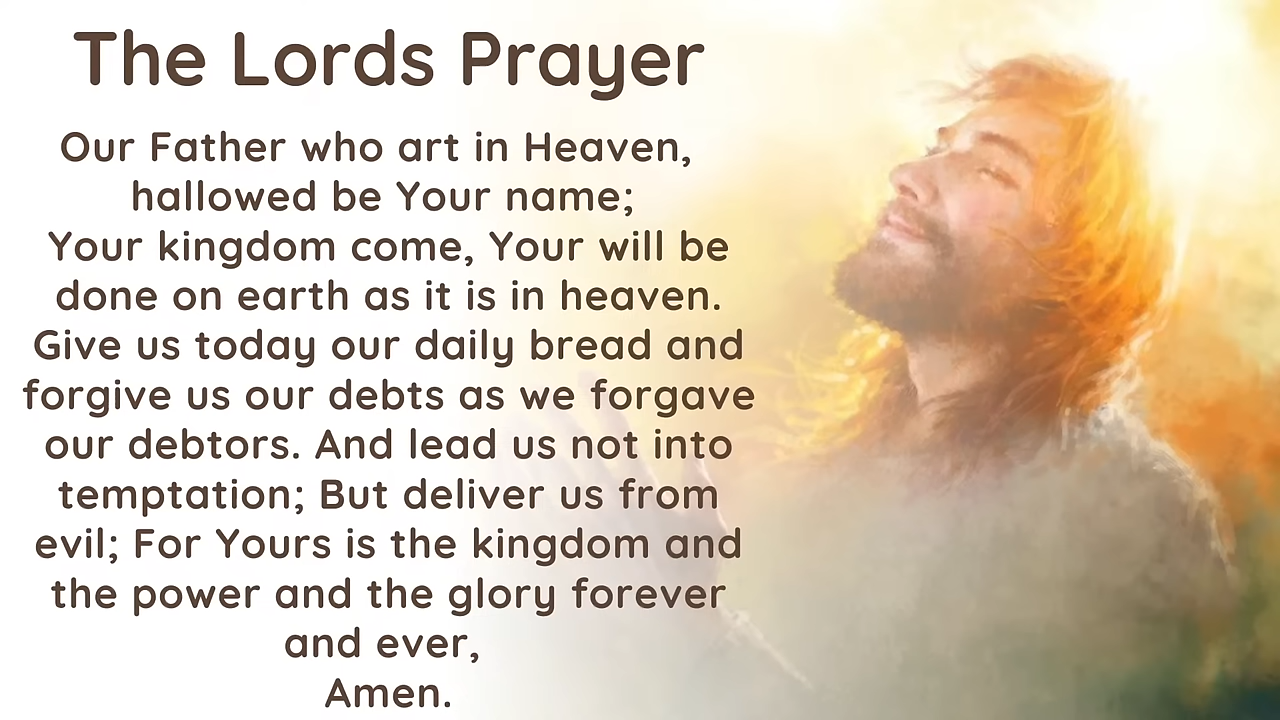 The Lords Prayer
Our Father who art in Heaven,
hallowed be Your name;
Your kingdom come, Your will be
done on earth as it is in heaven.
Give us today our daily bread and
forgive us our debts as we forgave
our debtors. And lead us not into
temptation; But deliver us from
evil; For Yours is the kingdom and
the power and the glory forever
and ever,
Amen.